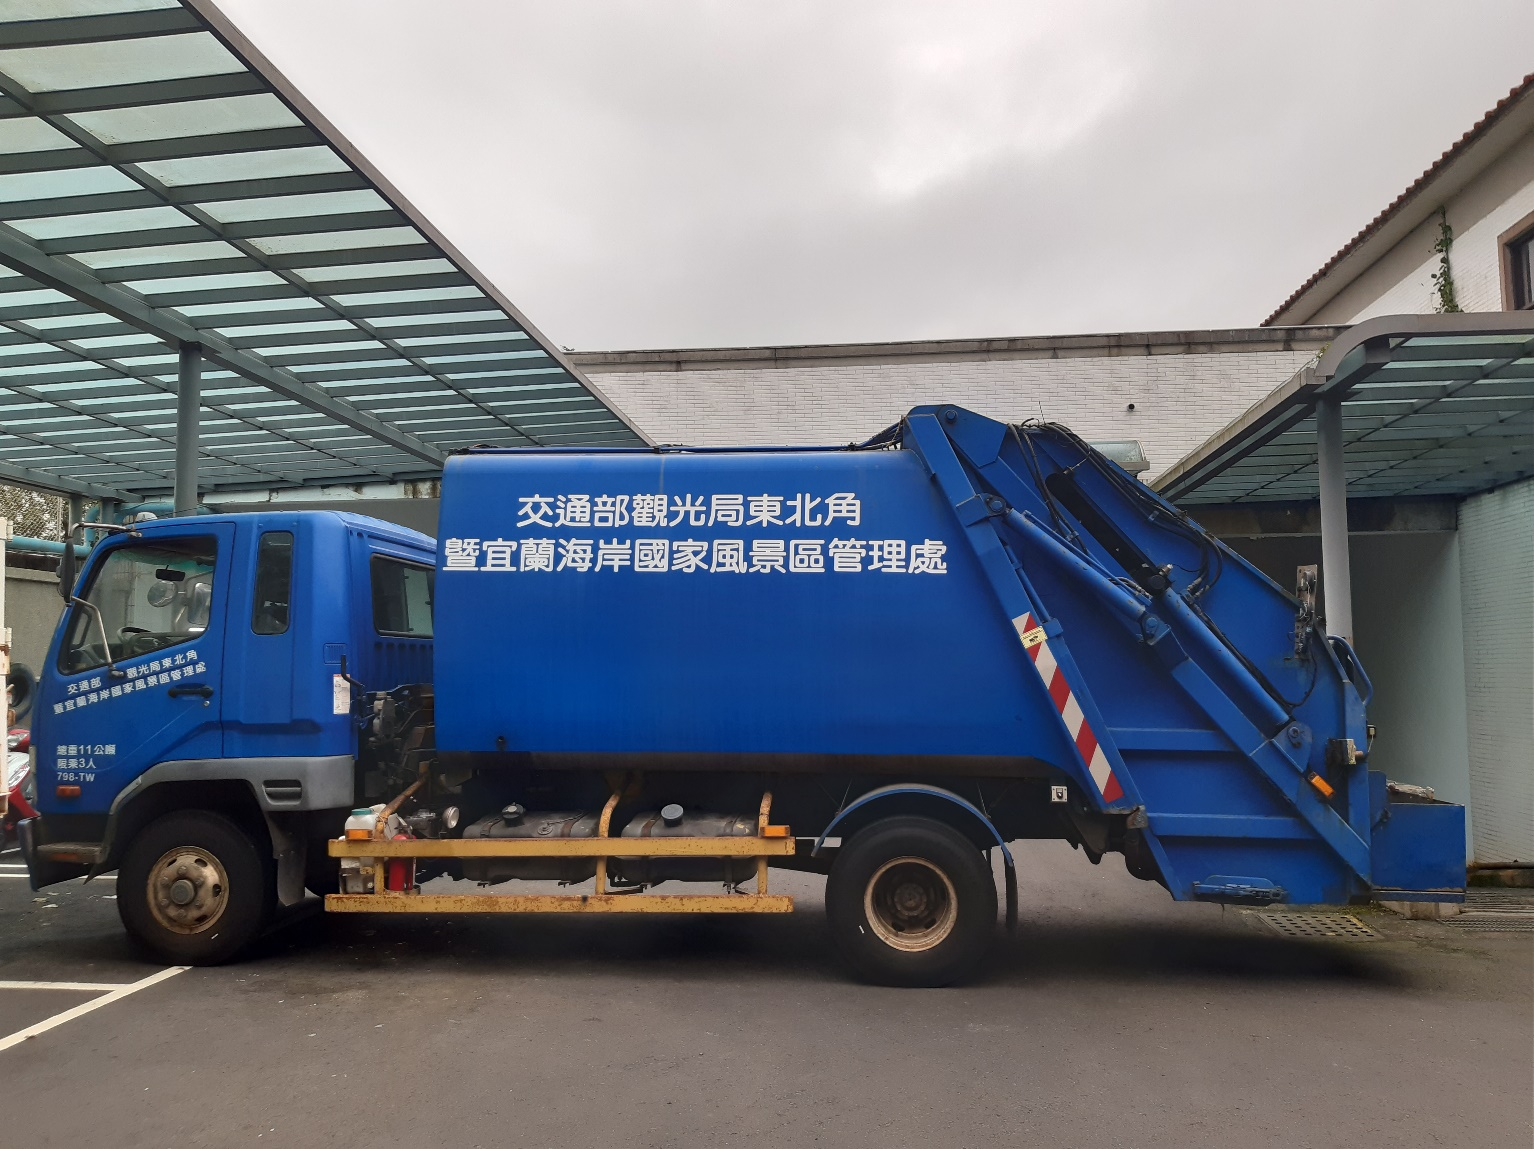 交通部觀光局東北角
暨宜蘭海岸國家風景區管理處
交通部 觀光局東北角
暨宜蘭海岸國家風景區管理處
總重11公噸
限乘3人
798-TW